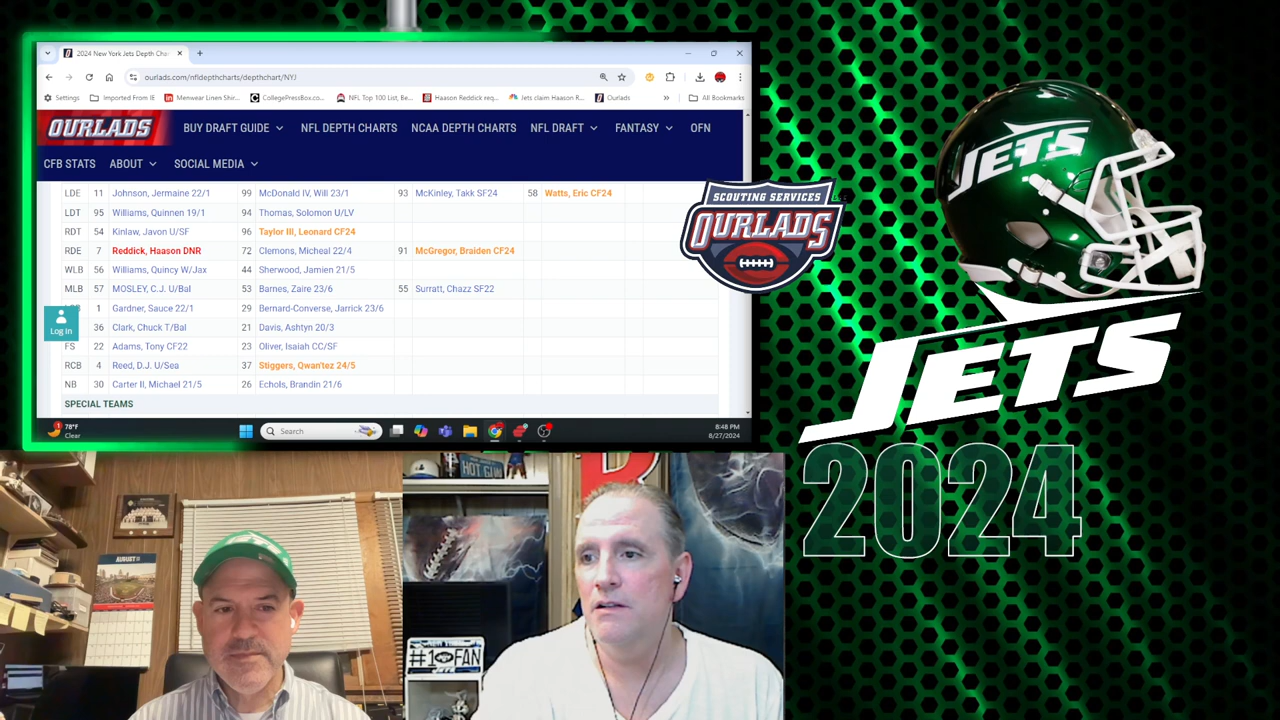 2024 New York Jets Depth Cha
ourlads.com/nfldepthcharts/depthchart/NYJ
Settings Imported From IE Menwear Linen Shir... CollegePressBox.co... NFL Top 100 List, Be... Haason Reddick req... Jets claim Haason R... Ourlads » All Bookmarks
OURLADS BUY DRAFT GUIDE NFL DEPTH CHARTS NCAA DEPTH CHARTS NFL DRAFT FANTASY OFN
CFB STATS ABOUT SOCIAL MEDIA
LDE 11 Johnson, Jermaine 22/1 99 McDonald IV, Will 23/1 93 McKinley, Takk SF24 58 Watts, Eric CF24
LDT 95 Williams, Quinnen 19/1 94 Thomas, Solomon U/LV
RDT 54 Kinlaw, Javon U/SF 96 Taylor III, Leonard CF24
RDE 7 Reddick, Haason DNR 72 Clemons, Micheal 22/4 91 McGregor, Braiden CF24
WLB 56 Williams, Quincy W/Jax 44 Sherwood, Jamien 21/5
MLB 57 MOSLEY, C.J. U/Bal 53 Barnes, Zaire 23/6 55 Surratt, Chazz SF22
1 Gardner, Sauce 22/1 29 Bernard-Converse, Jarrick 23/6
36 Clark, Chuck T/Bal 21 Davis, Ashtyn 20/3
FS 22 Adams, Tony CF22 23 Oliver, Isaiah CC/SF
RCB 4 Reed, D.J. U/Sea 37 Stiggers, Qwan'tez 24/5
NB 30 Carter II, Michael 21/5 26 Echols, Brandin 21/6
SPECIAL TEAMS
Log In
78°F
Clear
Search
8:48 PM
8/27/2024
SCOUTING SERVICES
OURLADS
JETS
JETS
2024
AUGUST
HOT
#1 FAN